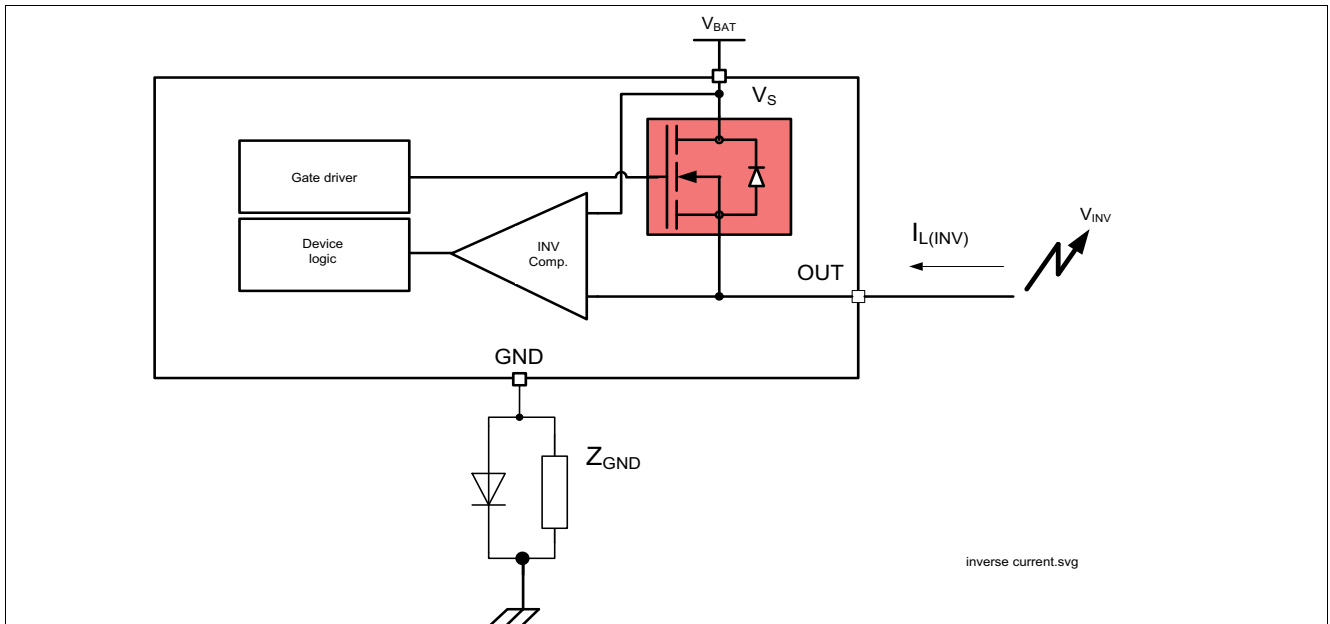 VBAT
VS
Gate driver
Device
logic
INV
Comp.
OUT
IL(INV)
VINV
GND
ZGND
inverse current.svg